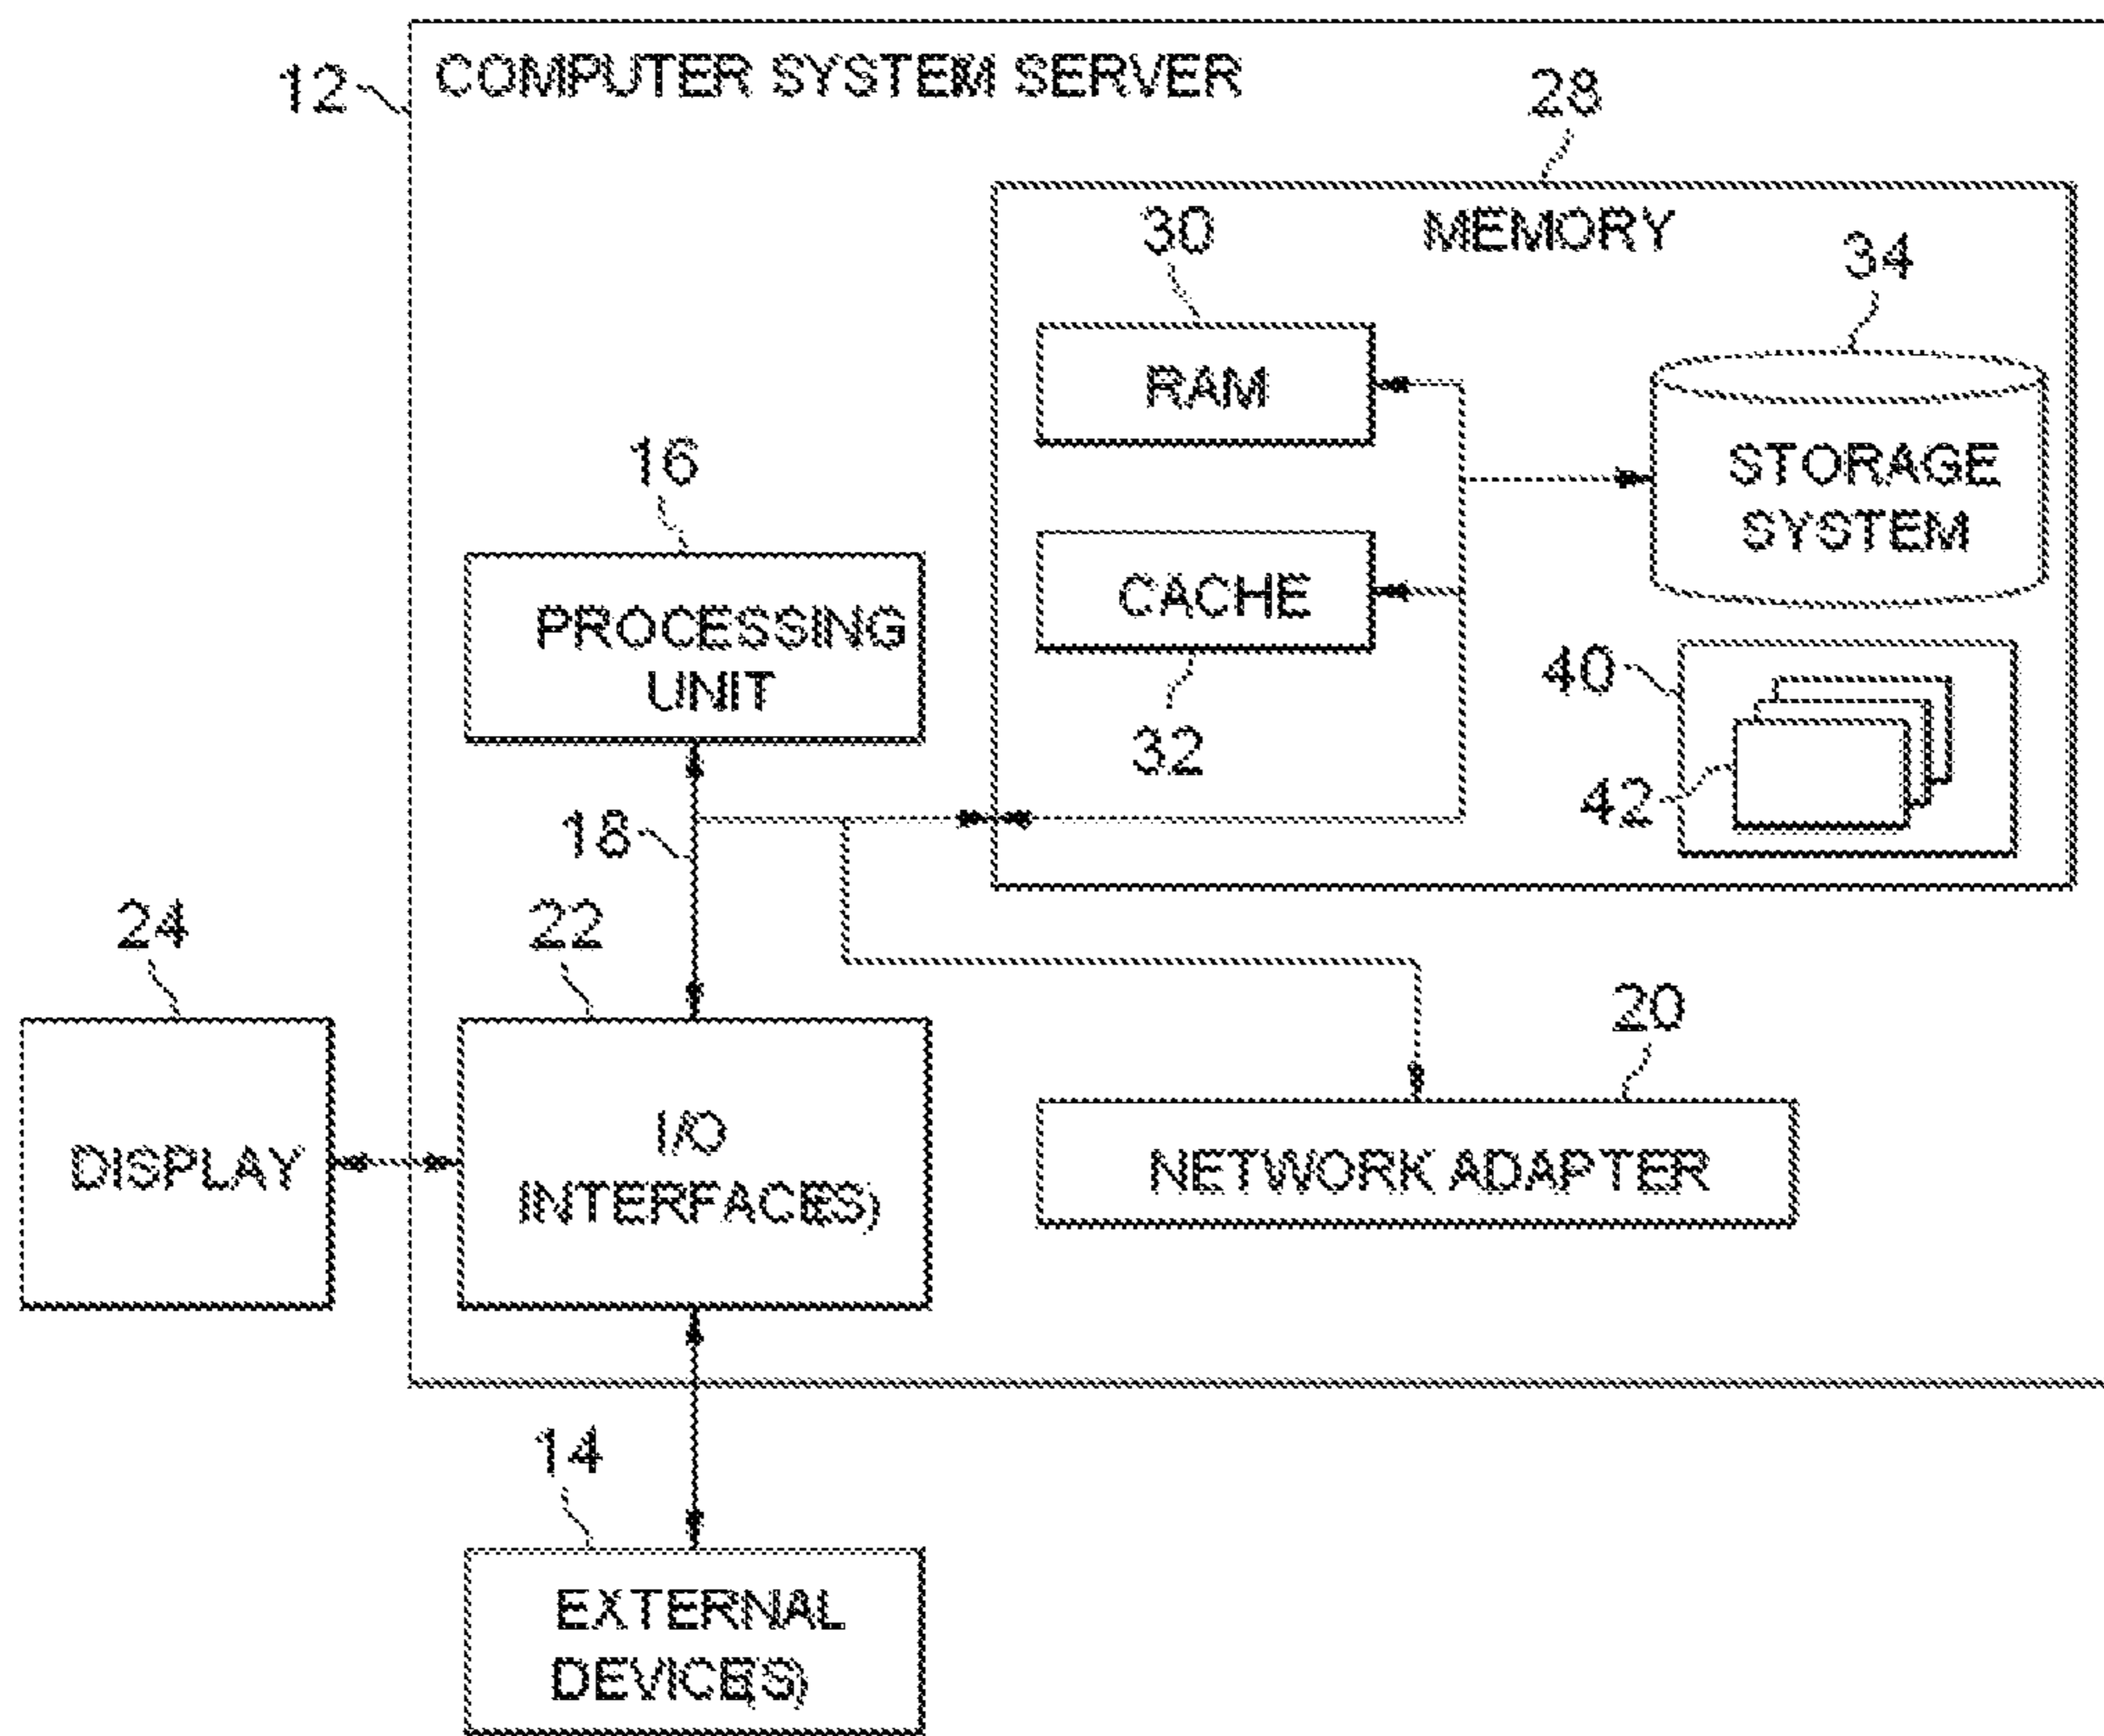 12
COMPUTER SYSTEM SERVER
28
MEMORY
30
34
RAM
STORAGE
SYSTEM
16
PROCESSING
UNIT
CACHE
32
40
42
18
24
22
20
DISPLAY
I/O
INTERFACE(S)
NETWORK ADAPTER
14
EXTERNAL
DEVICE(S)